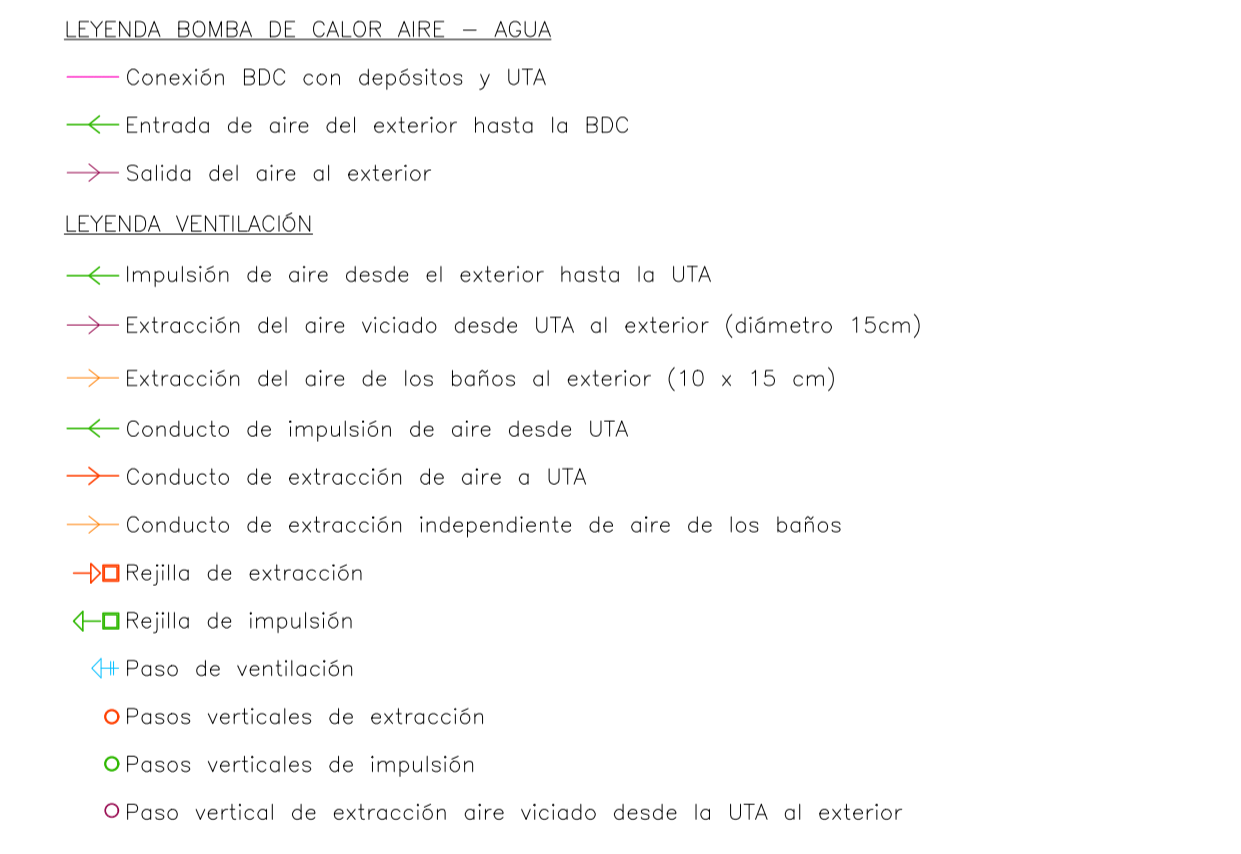 LEYENDA BOMBA DE CALOR AIRE – AGUA
Conexión BDC con depósitos y UTA
Entrada de aire del exterior hasta la BDC
Salida del aire al exterior
LEYENDA VENTILACIÓN
Impulsión de aire desde el exterior hasta la UTA
Extracción del aire viciado desde UTA al exterior (diámetro 15cm)
Extracción del aire de los baños al exterior (10 x 15 cm)
Conducto de impulsión de aire desde UTA
Conducto de extracción de aire a UTA
Conducto de extracción independiente de aire de los baños
Rejilla de extracción
Rejilla de impulsión
Paso de ventilación
Pasos verticales de extracción
Pasos verticales de impulsión
Paso vertical de extracción aire viciado desde la UTA al exterior